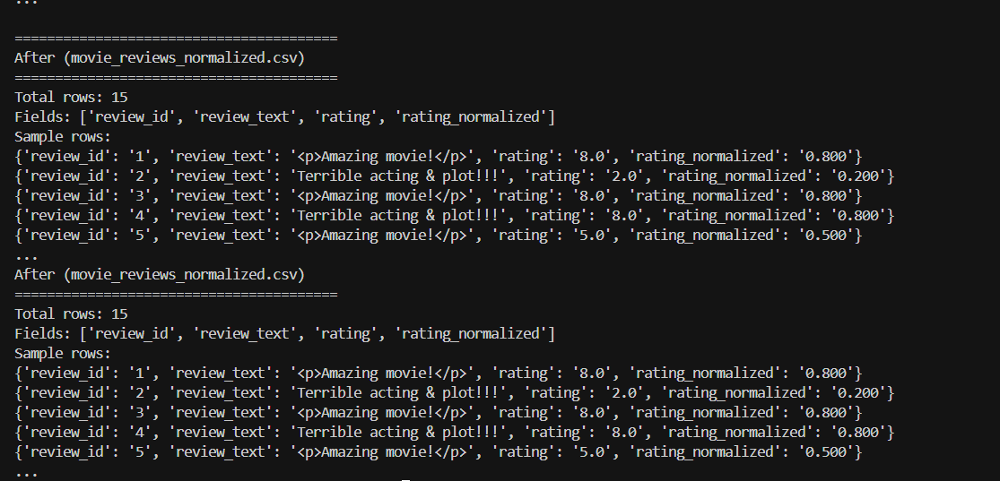 ...
========================================
After (movie_reviews_normalized.csv)
========================================
Total rows: 15
Fields: ['review_id', 'review_text', 'rating', 'rating_normalized']
Sample rows:
{'review_id': '1', 'review_text': '<p>Amazing movie!</p>', 'rating': '8.0', 'rating_normalized': '0.800'}
{'review_id': '2', 'review_text': 'Terrible acting & plot!!!', 'rating': '2.0', 'rating_normalized': '0.200'}
{'review_id': '3', 'review_text': '<p>Amazing movie!</p>', 'rating': '8.0', 'rating_normalized': '0.800'}
{'review_id': '4', 'review_text': 'Terrible acting & plot!!!', 'rating': '8.0', 'rating_normalized': '0.800'}
{'review_id': '5', 'review_text': '<p>Amazing movie!</p>', 'rating': '5.0', 'rating_normalized': '0.500'}
...
After (movie_reviews_normalized.csv)
========================================
Total rows: 15
Fields: ['review_id', 'review_text', 'rating', 'rating_normalized']
Sample rows:
{'review_id': '1', 'review_text': '<p>Amazing movie!</p>', 'rating': '8.0', 'rating_normalized': '0.800'}
{'review_id': '2', 'review_text': 'Terrible acting & plot!!!', 'rating': '2.0', 'rating_normalized': '0.200'}
{'review_id': '3', 'review_text': '<p>Amazing movie!</p>', 'rating': '8.0', 'rating_normalized': '0.800'}
{'review_id': '4', 'review_text': 'Terrible acting & plot!!!', 'rating': '8.0', 'rating_normalized': '0.800'}
{'review_id': '5', 'review_text': '<p>Amazing movie!</p>', 'rating': '5.0', 'rating_normalized': '0.500'}
...